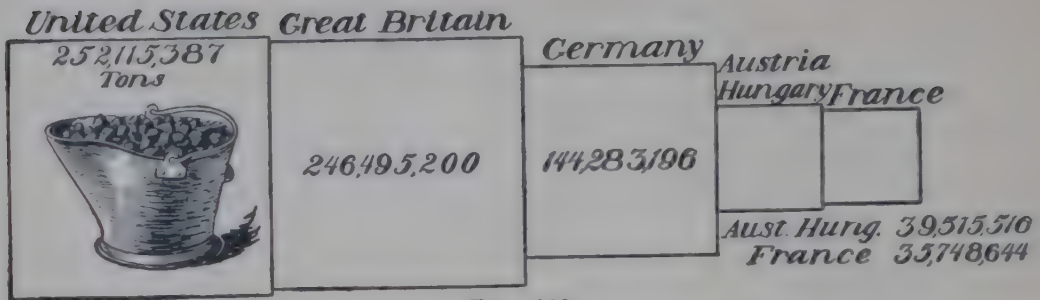 United States
252,115,387
Tons
Great Britain
246,495,200
Germany
144,283,196
Austria
Hungary
France
Aust. Hung. 39,515,516
France 35,748,644